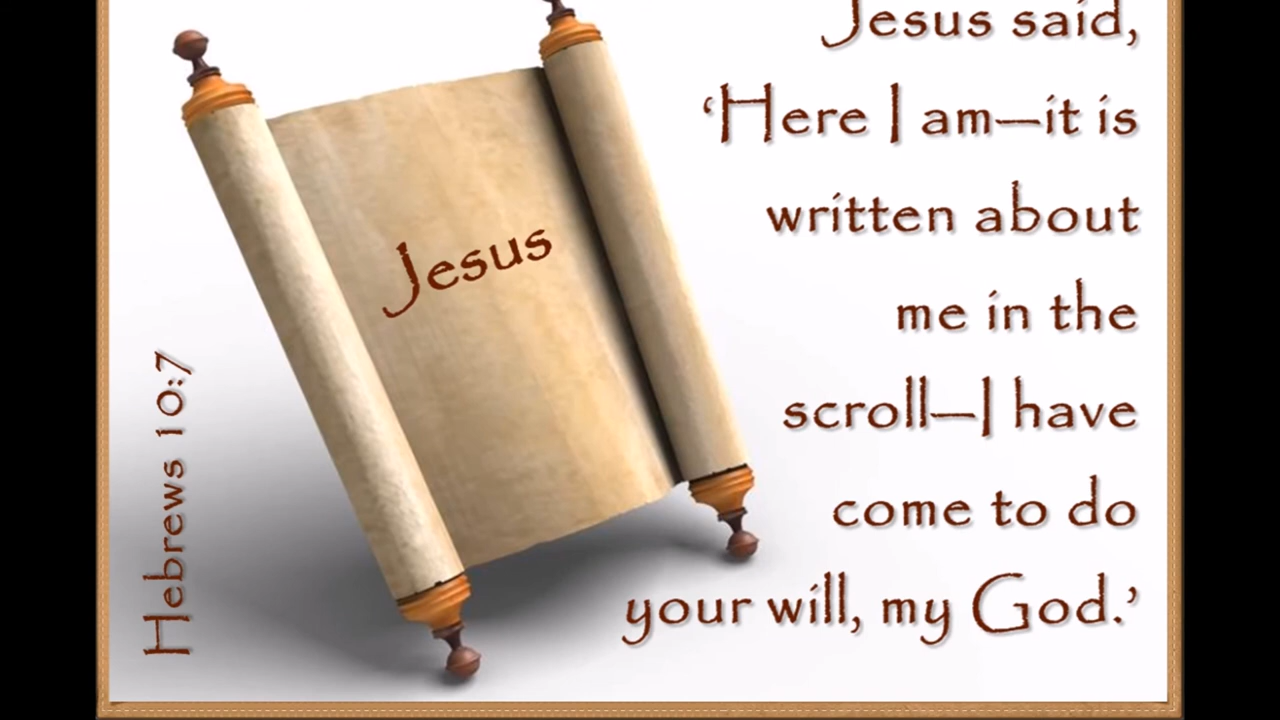 Jesus said,
‘Here I am—it is
written about
me in the
scroll—I have
come to do
your will, my God.’
Jesus
Hebrews 10:7